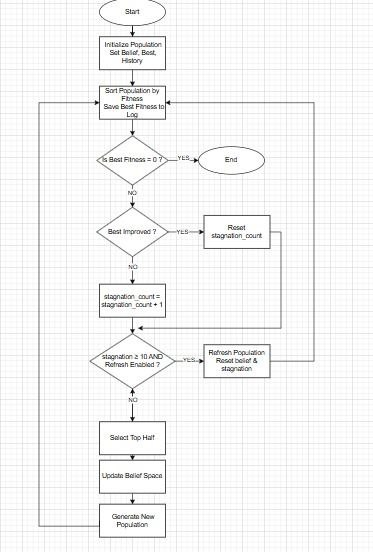 Start
Initialize Population
Set Belief, Best,
History
Sort Population by
Fitness
Save Best Fitness to
Log
Is Best Fitness = 0 ?
YES
End
NO
Best Improved ?
YES
Reset
stagnation_count
NO
stagnation_count =
stagnation_count + 1
stagnation ≥ 10 AND
Refresh Enabled ?
YES
Refresh Population
Reset belief &
stagnation
NO
Select Top Half
Update Belief Space
Generate New
Population